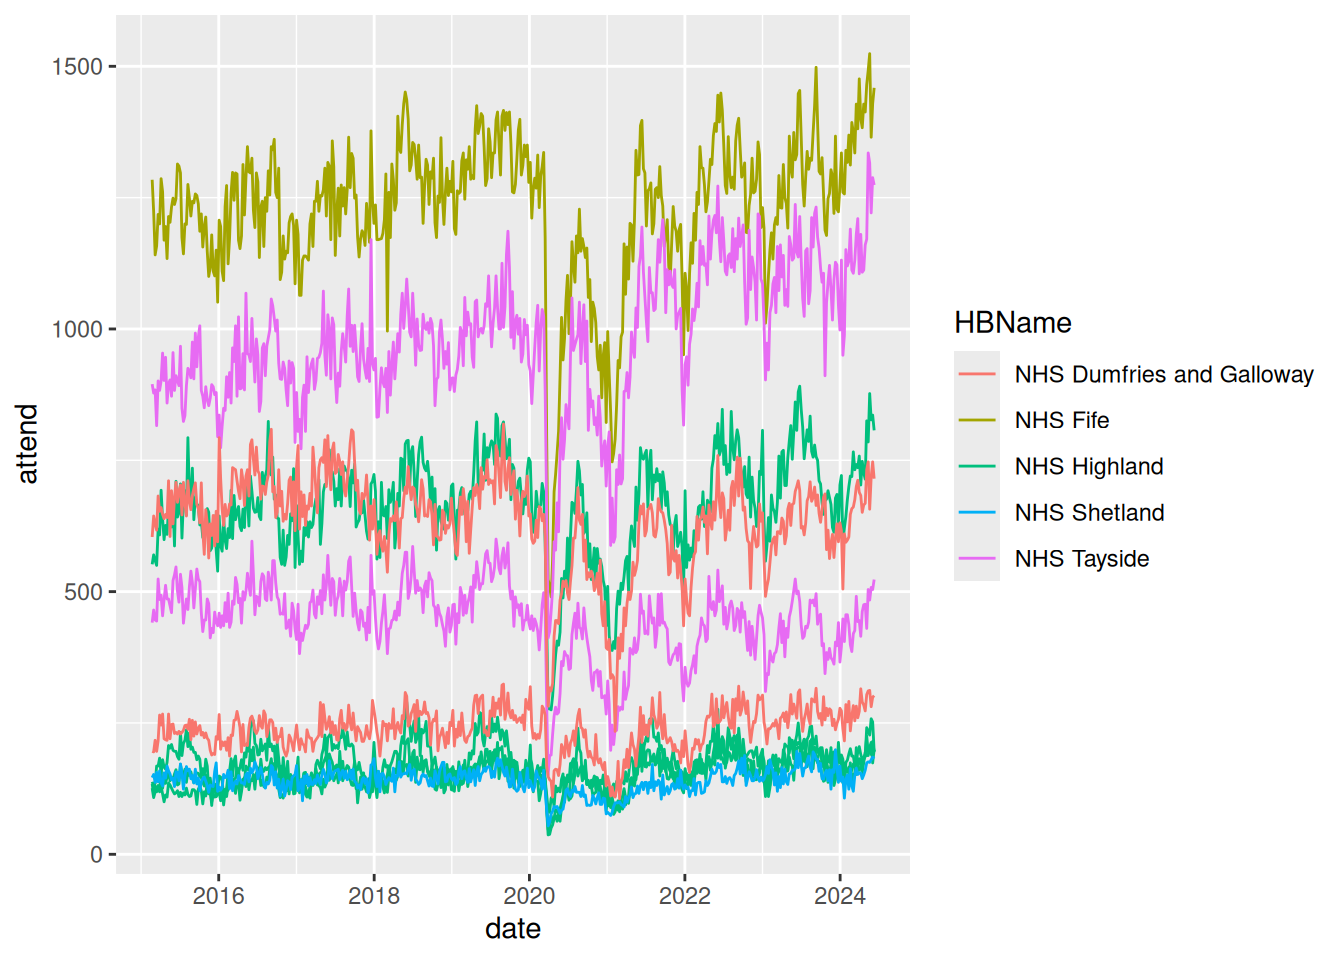 1500
1000
500
0
attend
2016
2018
2020
2022
2024
date
HBName
NHS Dumfries and Galloway
NHS Fife
NHS Highland
NHS Shetland
NHS Tayside